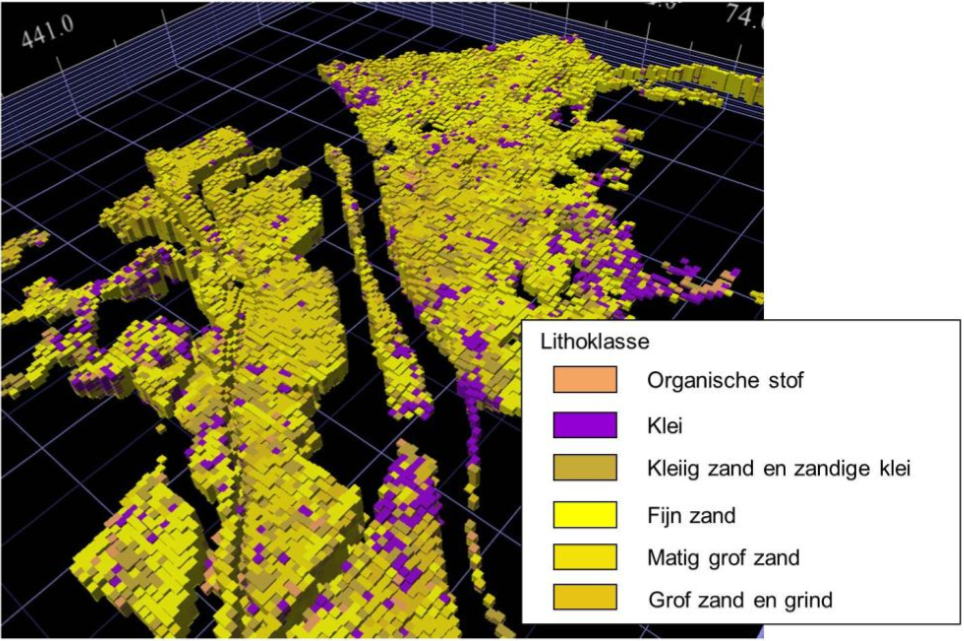 441.0
74.
Lithoklasse
Organische stof
Klei
Kleiig zand en zandige klei
Fijn zand
Matig grof zand
Grof zand en grind